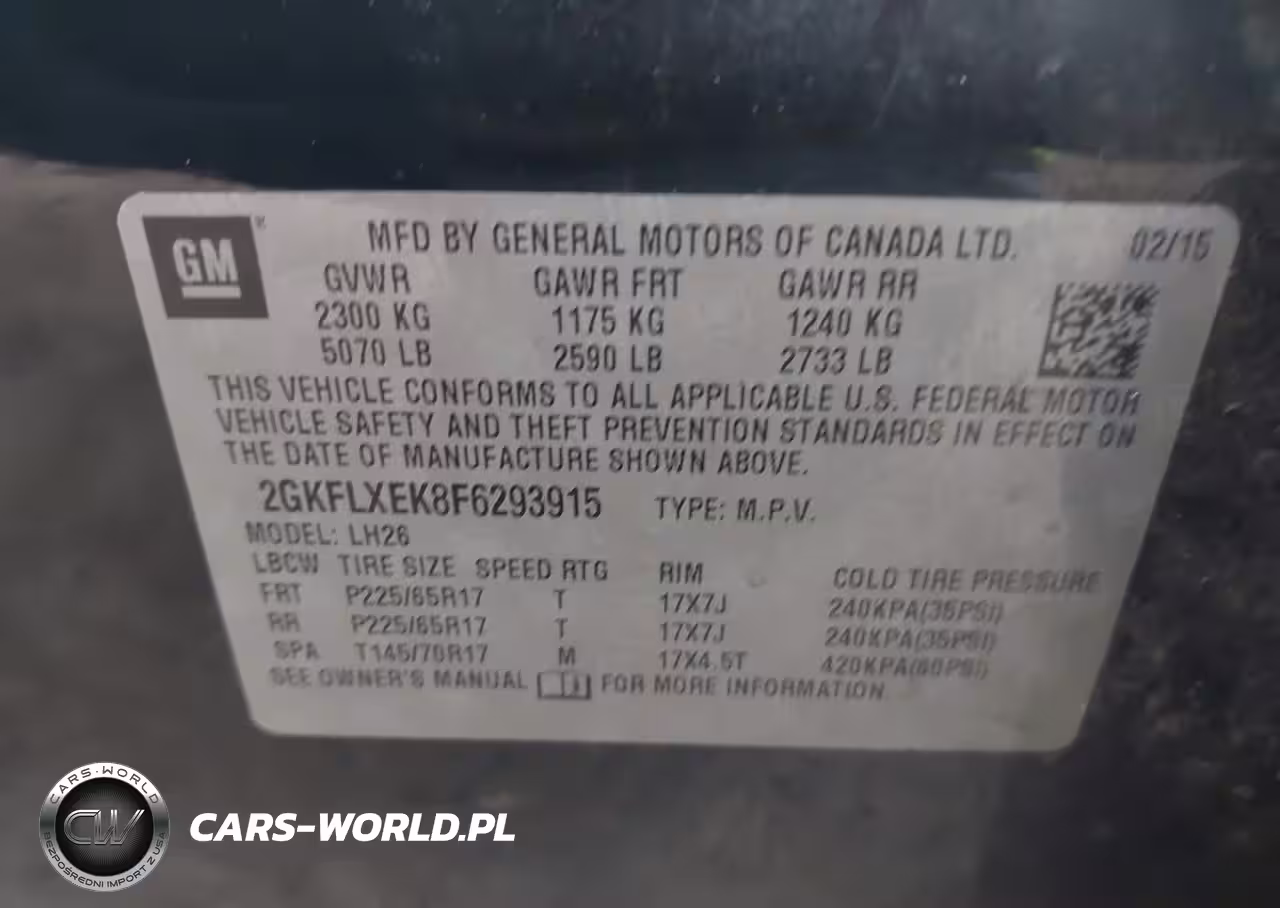 GM®
MFD BY GENERAL MOTORS OF CANADA LTD. 02/15
GVWR GAWR FRT GAWR RR
2300 KG 1175 KG 1240 KG
5070 LB 2590 LB 2733 LB
THIS VEHICLE CONFORMS TO ALL APPLICABLE U.S. FEDERAL MOTOR
VEHICLE SAFETY AND THEFT PREVENTION STANDARDS IN EFFECT ON
THE DATE OF MANUFACTURE SHOWN ABOVE.
2GKFLXEK8F6293915 TYPE: M.P.V.
MODEL: LH26
LBCW TIRE SIZE SPEED RTG RIM COLD TIRE PRESSURE
FRT P225/65R17 T 17X7J 240KPA(35PSI)
RR P225/65R17 T 17X7J 240KPA(35PSI)
SPA T145/70R17 M 17X4.5T 420KPA(60PSI)
SEE OWNER'S MANUAL FOR MORE INFORMATION
CARS-WORLD
CW
BEZPOŚREDNI IMPORT Z USA
CARS-WORLD.PL